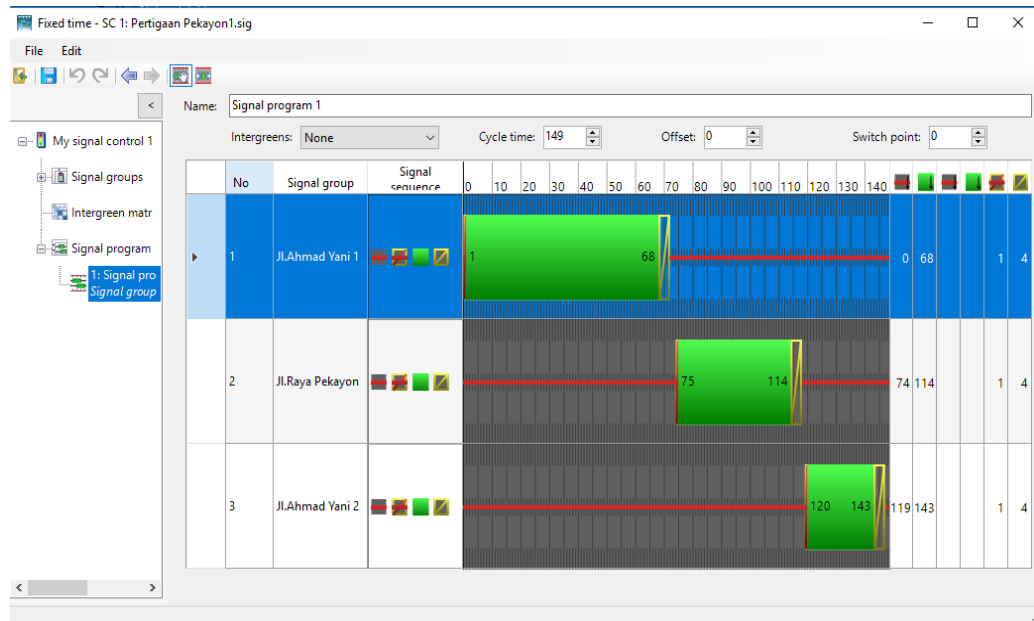 Fixed time - SC 1: Pertigaan Pekayon1.sig
File Edit
<
Name: Signal program 1
My signal control 1
Signal groups
Intergreen matr
Signal program
1: Signal pro
Signal group
Intergreens: None Cycle time: 149 Offset: 0 Switch point: 0
No Signal group Signal sequence 0 10 20 30 40 50 60 70 80 90 100 110 120 130 140
1 Jl.Ahmad Yani 1 1 68 0 68 1 4
2 Jl.Raya Pekayon 75 114 74 114 1 4
3 Jl.Ahmad Yani 2 120 143 119 143 1 4
< >